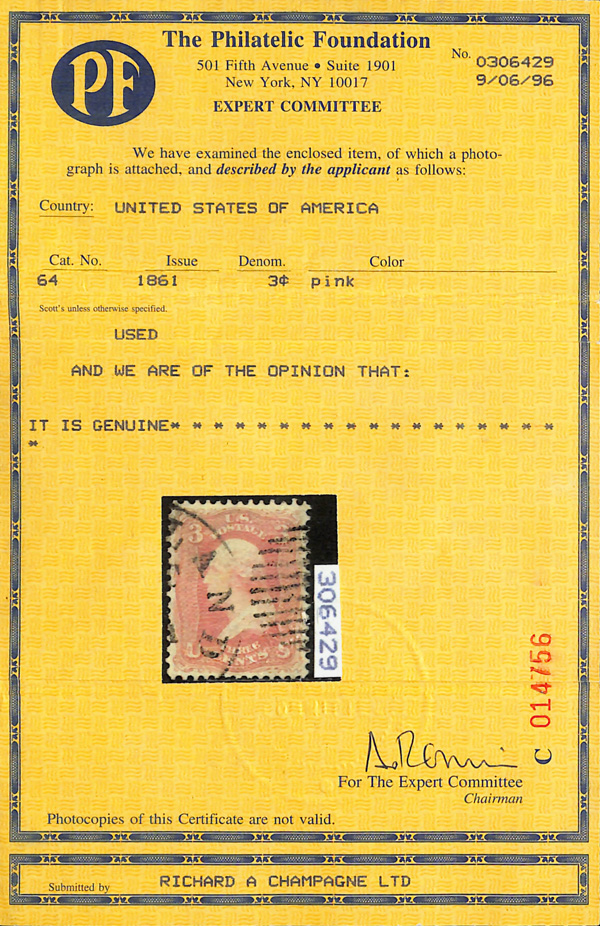 PF
The Philatelic Foundation
501 Fifth Avenue • Suite 1901
New York, NY 10017
EXPERT COMMITTEE
No. 0306429
9/06/96
We have examined the enclosed item, of which a photo-
graph is attached, and described by the applicant as follows:
Country: UNITED STATES OF AMERICA
Cat. No. Issue Denom. Color
64 1861 3¢ pink
Scott's unless otherwise specified.
USED
AND WE ARE OF THE OPINION THAT:
IT IS GENUINE* * * * * * * * * * * * * * * * * *
*
3
U.S.
POSTAGE
CENTS
306429
C 014756
For The Expert Committee
Chairman
Photocopies of this Certificate are not valid.
Submitted by RICHARD A CHAMPAGNE LTD